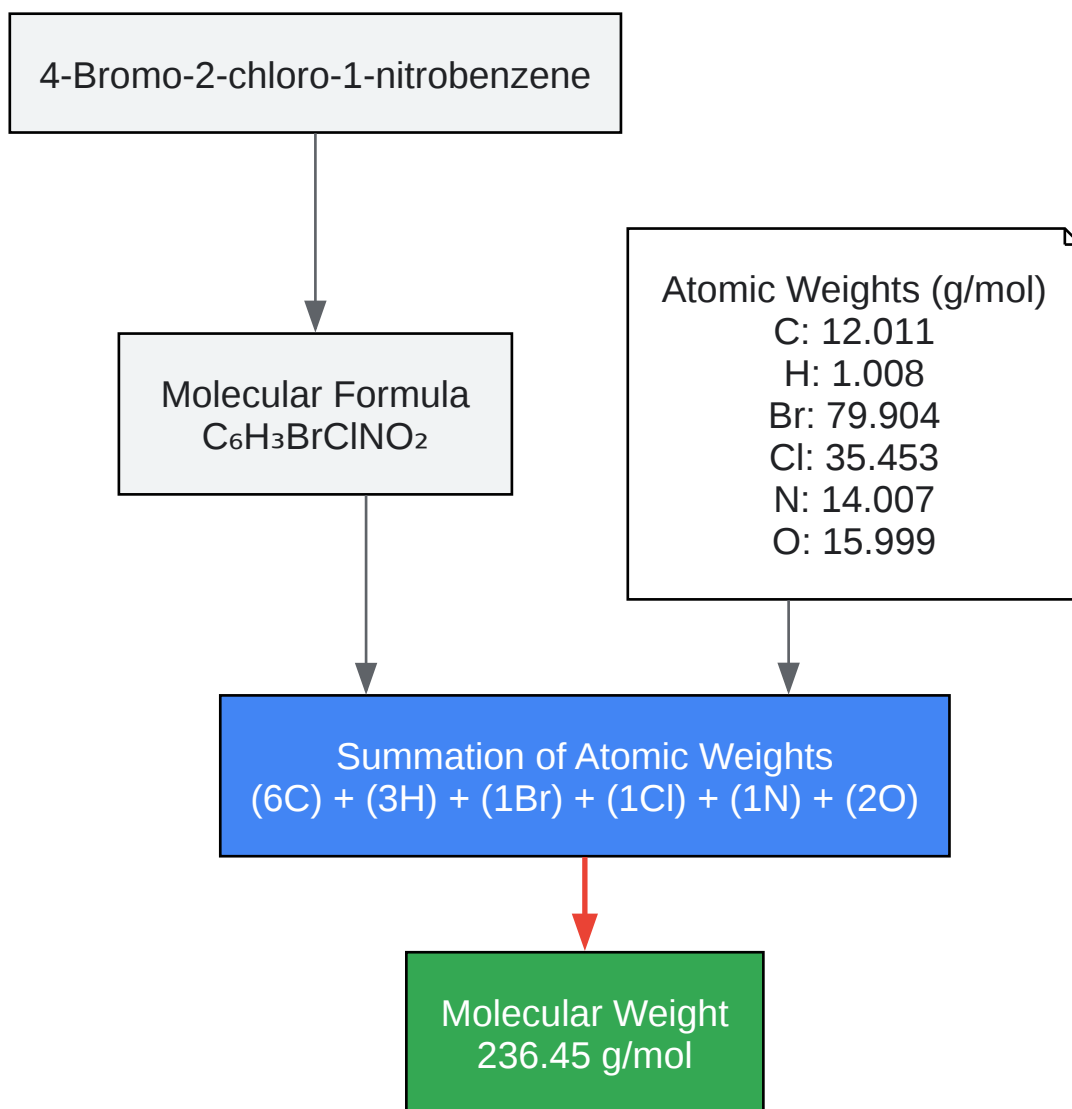 4-Bromo-2-chloro-1-nitrobenzene
Molecular Formula
C₆H₃BrClNO₂
Atomic Weights (g/mol)
C: 12.011
H: 1.008
Br: 79.904
Cl: 35.453
N: 14.007
O: 15.999
Summation of Atomic Weights
(6C) + (3H) + (1Br) + (1Cl) + (1N) + (2O)
Molecular Weight
236.45 g/mol